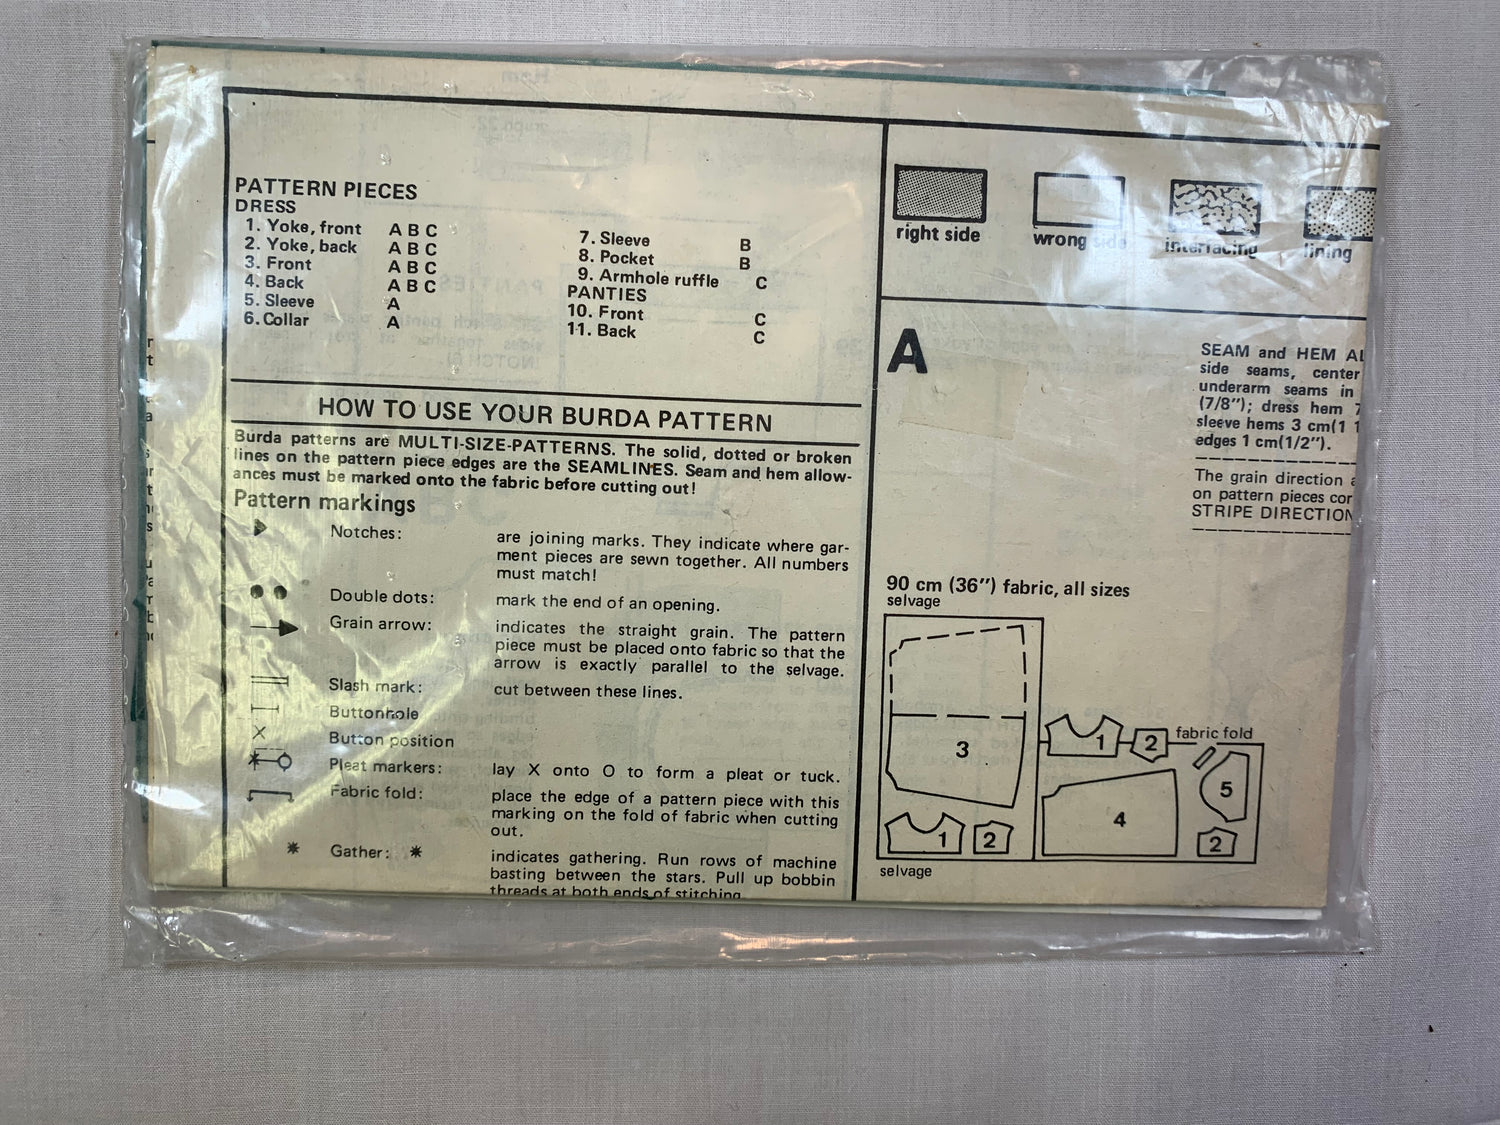 PATTERN PIECES
DRESS
1. Yoke, front A B C
2. Yoke, back A B C
3. Front A B C
4. Back A B C
5. Sleeve A
6. Collar A
7. Sleeve B
8. Pocket B
9. Armhole ruffle C
PANTIES
10. Front C
11. Back C
HOW TO USE YOUR BURDA PATTERN
Burda patterns are MULTI-SIZE-PATTERNS. The solid, dotted or broken
lines on the pattern piece edges are the SEAMLINES. Seam and hem allow-
ances must be marked onto the fabric before cutting out!
Pattern markings
Notches: are joining marks. They indicate where gar-
ment pieces are sewn together. All numbers
must match!
Double dots: mark the end of an opening.
Grain arrow: indicates the straight grain. The pattern
piece must be placed onto fabric so that the
arrow is exactly parallel to the selvage.
Slash mark: cut between these lines.
Buttonhole
X Button position
Pleat markers: lay X onto O to form a pleat or tuck.
Fabric fold: place the edge of a pattern piece with this
marking on the fold of fabric when cutting
out.
* Gather: * indicates gathering. Run rows of machine
basting between the stars. Pull up bobbin
threads at both ends of stitching
right side
wrong side
interfacing
lining
A
SEAM and HEM AL
side seams, center
underarm seams in
(7/8"); dress hem 7
sleeve hems 3 cm(1 1
edges 1 cm(1/2").
The grain direction a
on pattern pieces cor
STRIPE DIRECTION
90 cm (36") fabric, all sizes
selvage
3
1
2
1
2
fabric fold
4
5
2
selvage